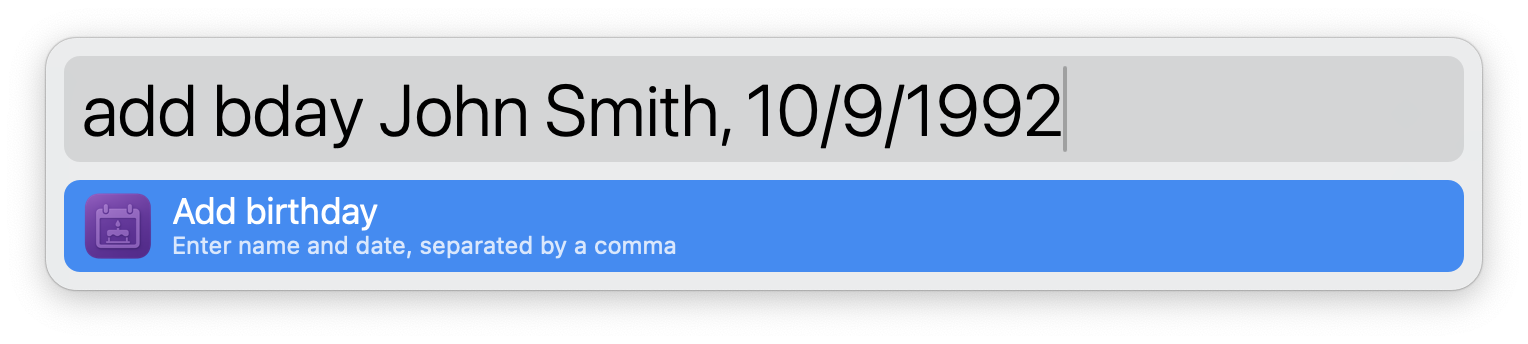 add bday John Smith, 10/9/1992
Add birthday
Enter name and date, separated by a comma